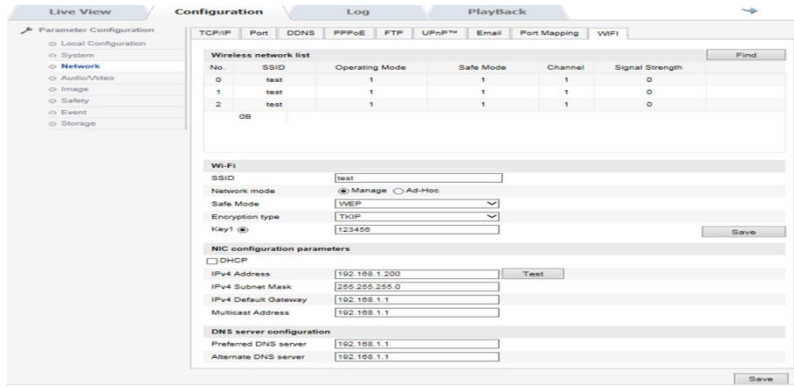 Live View Configuration Log PlayBack
Parameter Configuration
Local Configuration
System
Network
Audio/Video
Image
Safety
Event
Storage
TCP/IP Port DDNS PPPoE FTP UPnP™ Email Port Mapping WIFI
Wireless network list Find
No. SSID Operating Mode Safe Mode Channel Signal Strength
0 test 1 1 1 0
1 test 1 1 1 0
2 test 1 1 1 0
0B
Wi-Fi
SSID test
Network mode Manage Ad-Hoc
Safe Mode WEP
Encryption type TKIP
Key1 123456 Save
NIC configuration parameters
DHCP
IPv4 Address 192.168.1.200 Test
IPv4 Subnet Mask 255.255.255.0
IPv4 Default Gateway 192.168.1.1
Multicast Address 192.168.1.1
DNS server configuration
Preferred DNS server 192.168.1.1
Alternate DNS server 192.168.1.1
Save